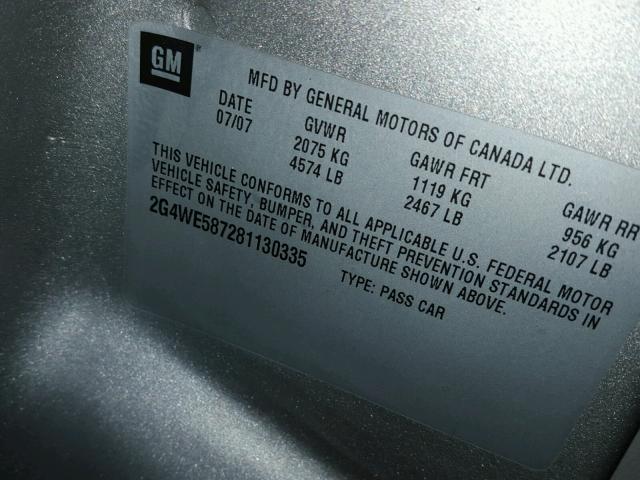 GM
MFD BY GENERAL MOTORS OF CANADA LTD.
DATE GVWR GAWR FRT GAWR RR
07/07 2075 KG 1119 KG 956 KG
4574 LB 2467 LB 2107 LB
THIS VEHICLE CONFORMS TO ALL APPLICABLE U.S. FEDERAL MOTOR
VEHICLE SAFETY, BUMPER, AND THEFT PREVENTION STANDARDS IN
EFFECT ON THE DATE OF MANUFACTURE SHOWN ABOVE.
2G4WE587281130335
TYPE: PASS CAR